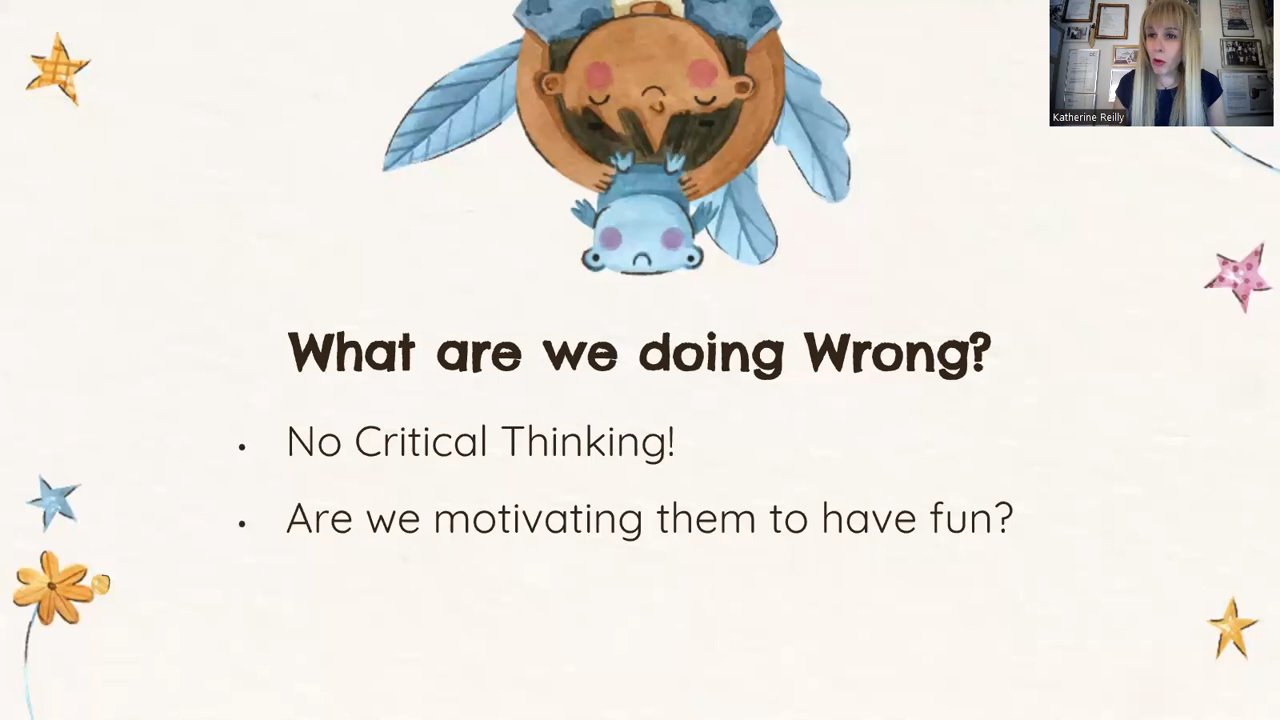 Katherine Reilly
What are we doing Wrong?
• No Critical Thinking!
• Are we motivating them to have fun?